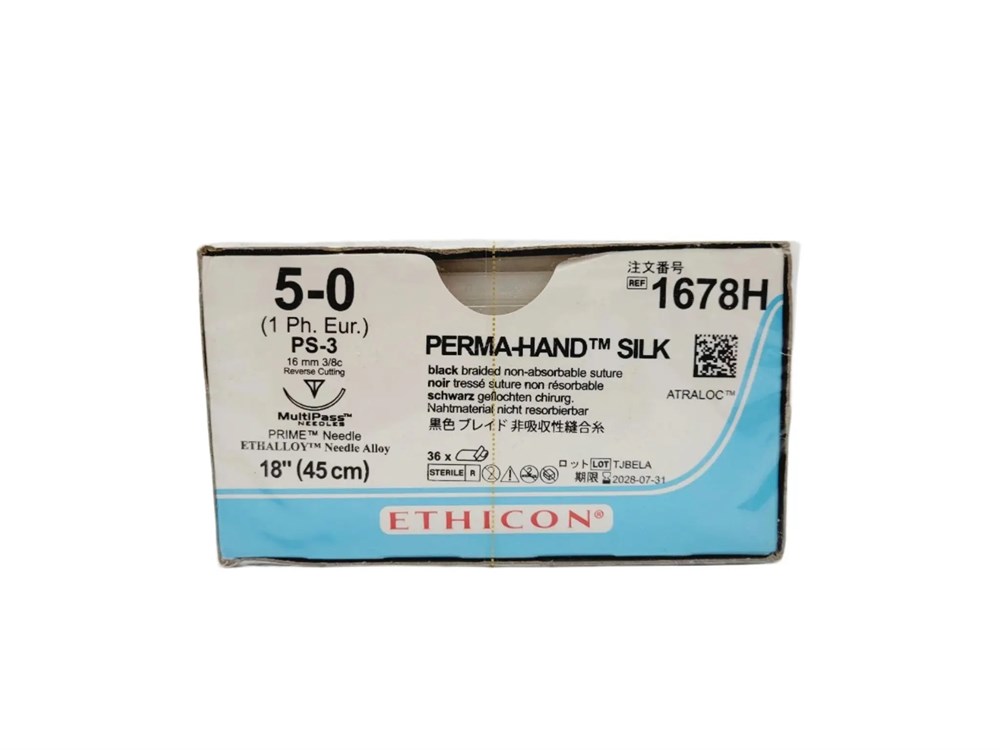 5-0
(1 Ph. Eur.)
PS-3
16 mm 3/8c
Reverse Cutting
MultiPass™
NEEDLES
PRIME™ Needle
ETHALLOY™ Needle Alloy
18" (45 cm)
注文番号
REF 1678H
PERMA-HAND™ SILK
black braided non-absorbable suture
noir tressé suture non résorbable
schwarz geflochten chirurg.
Nahtmaterial nicht resorbierbar
黒色 ブレイド 非吸収性縫合糸
ATRALOC™
36 x
STERILE R
ロット LOT TJBELA
期限 2028-07-31
ETHICON®